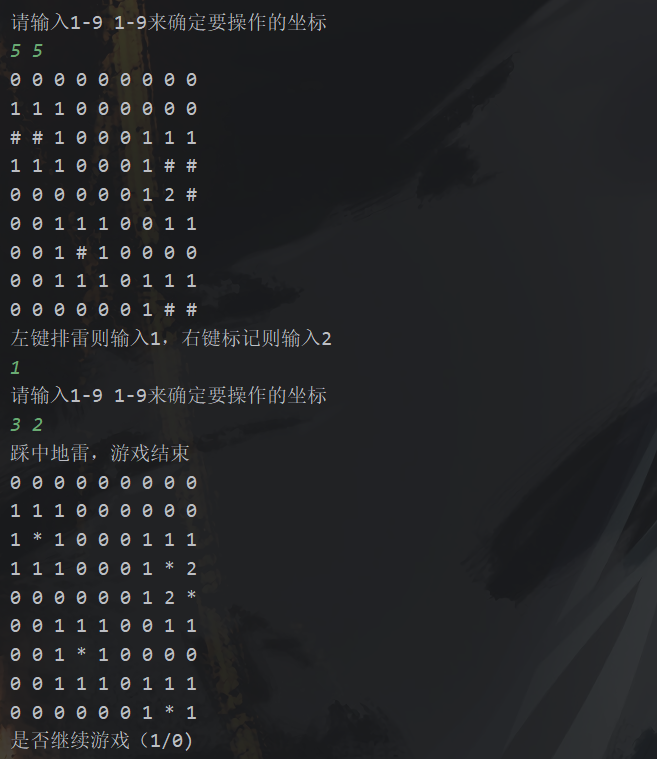 请输入1-9 1-9来确定要操作的坐标
5 5
0 0 0 0 0 0 0 0 0
1 1 1 0 0 0 0 0 0
# # 1 0 0 0 1 1 1
1 1 1 0 0 0 1 # #
0 0 0 0 0 0 1 2 #
0 0 1 1 1 0 0 1 1
0 0 1 # 1 0 0 0 0
0 0 1 1 1 0 1 1 1
0 0 0 0 0 0 1 # #
左键排雷则输入1，右键标记则输入2
1
请输入1-9 1-9来确定要操作的坐标
3 2
踩中地雷，游戏结束
0 0 0 0 0 0 0 0 0
1 1 1 0 0 0 0 0 0
1 * 1 0 0 0 1 1 1
1 1 1 0 0 0 1 * 2
0 0 0 0 0 0 1 2 *
0 0 1 1 1 0 0 1 1
0 0 1 * 1 0 0 0 0
0 0 1 1 1 0 1 1 1
0 0 0 0 0 0 1 * 1
是否继续游戏（1/0)